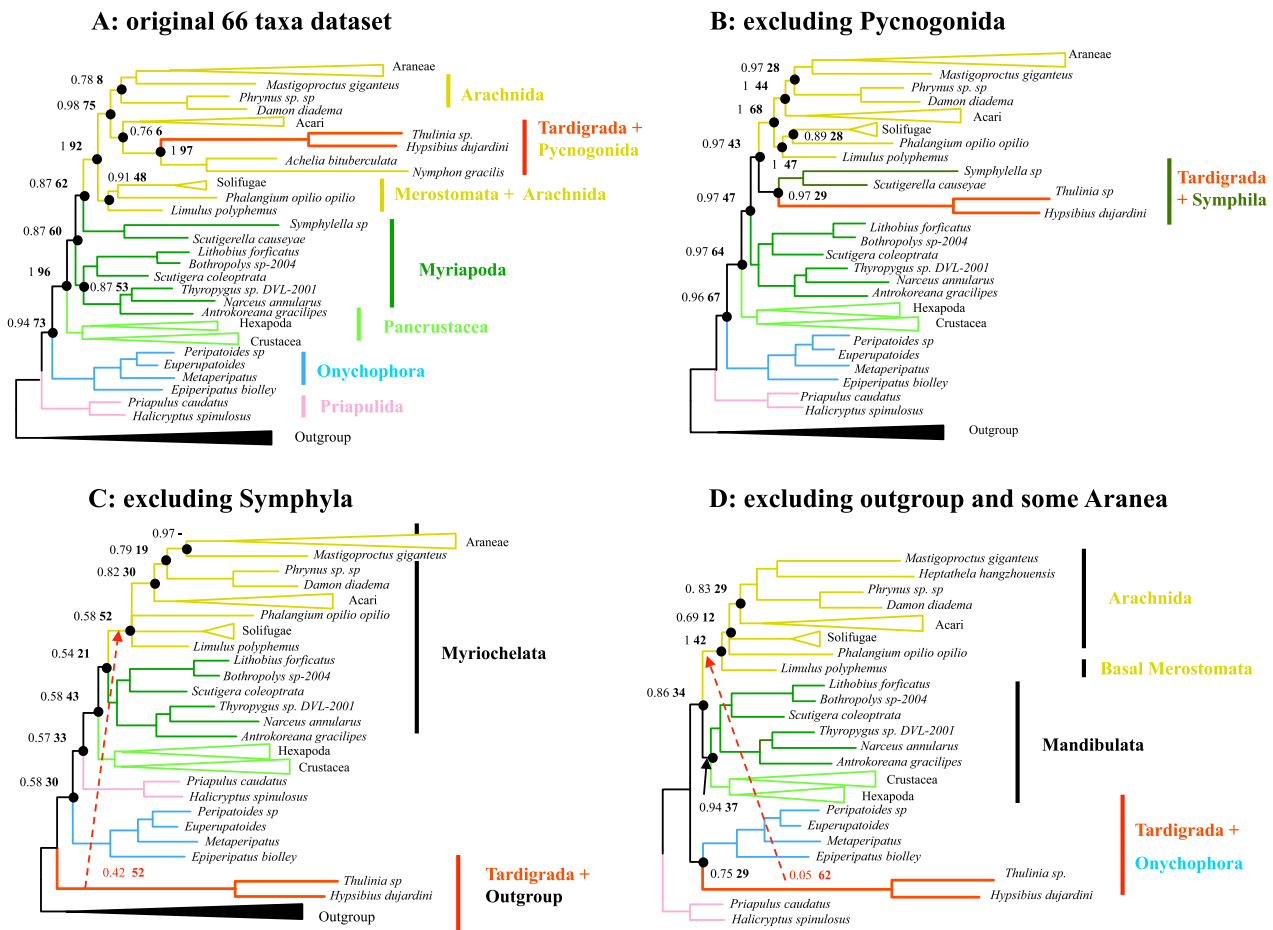 A: original 66 taxa dataset
0.78 8
Araneae
Mastigoproctus giganteus
0.98 75
Phrynus sp. sp
Damon diadema
Arachnida
Acari
0.76 6
Thulinia sp.
Hypsibius dujardini
Tardigrada +
Pycnogonida
1 92
1 97
Achelia bituberculata
Nymphon gracilis
0.87 62
0.91 48
Solifugae
Phalangium opilio opilio
Limulus polyphemus
Merostomata + Arachnida
0.87 60
Symphylella sp
Scutigerella causeyae
Lithobius forficatus
Bothropolys sp-2004
Scutigera coleoptrata
Myriapoda
1 96
0.87 53
Thyropygus sp. DVL-2001
Narceus annularus
Antrokoreana gracilipes
0.94 73
Hexapoda
Crustacea
Pancrustacea
Peripatoides sp
Euperupatoides
Metaperipatus
Epiperipatus biolley
Onychophora
Priapulus caudatus
Halicryptus spinulosus
Priapulida
Outgroup
B: excluding Pycnogonida
Araneae
0.97 28
Mastigoproctus giganteus
1 44
Phrynus sp. sp
Damon diadema
1 68
Acari
Solifugae
0.89 28
Phalangium opilio opilio
0.97 43
Limulus polyphemus
1 47
Symphylella sp
Scutigerella causeyae
0.97 29
Thulinia sp
Hypsibius dujardini
Tardigrada
+ Symphila
0.97 47
Lithobius forficatus
Bothropolys sp-2004
Scutigera coleoptrata
0.97 64
Thyropygus sp. DVL-2001
Narceus annularus
Antrokoreana gracilipes
0.96 67
Hexapoda
Crustacea
Peripatoides sp
Euperupatoides
Metaperipatus
Epiperipatus biolley
Priapulus caudatus
Halicryptus spinulosus
Outgroup
C: excluding Symphyla
0.97 -
Araneae
0.79 19
Mastigoproctus giganteus
0.82 30
Phrynus sp. sp
Damon diadema
Acari
0.58 52
Phalangium opilio opilio
Solifugae
Limulus polyphemus
0.54 21
Lithobius forficatus
Bothropolys sp-2004
Scutigera coleoptrata
Myriochelata
0.58 43
Thyropygus sp. DVL-2001
Narceus annularus
Antrokoreana gracilipes
0.57 33
Hexapoda
Crustacea
0.58 30
Priapulus caudatus
Halicryptus spinulosus
Peripatoides sp
Euperupatoides
Metaperipatus
Epiperipatus biolley
0.42 52
Thulinia sp
Hypsibius dujardini
Tardigrada +
Outgroup
Outgroup
D: excluding outgroup and some Aranea
Mastigoproctus giganteus
Heptathela hangzhouensis
0. 83 29
Phrynus sp. sp
Damon diadema
Arachnida
0.69 12
Acari
1 42
Solifugae
Phalangium opilio opilio
Limulus polyphemus
Basal Merostomata
0.86 34
Lithobius forficatus
Bothropolys sp-2004
Scutigera coleoptrata
Thyropygus sp. DVL-2001
Narceus annularus
Antrokoreana gracilipes
Mandibulata
Crustacea
Hexapoda
0.94 37
Peripatoides sp
Euperupatoides
Metaperipatus
Epiperipatus biolley
Tardigrada +
Onychophora
0.75 29
0.05 62
Thulinia sp.
Hypsibius dujardini
Priapulus caudatus
Halicryptus spinulosus